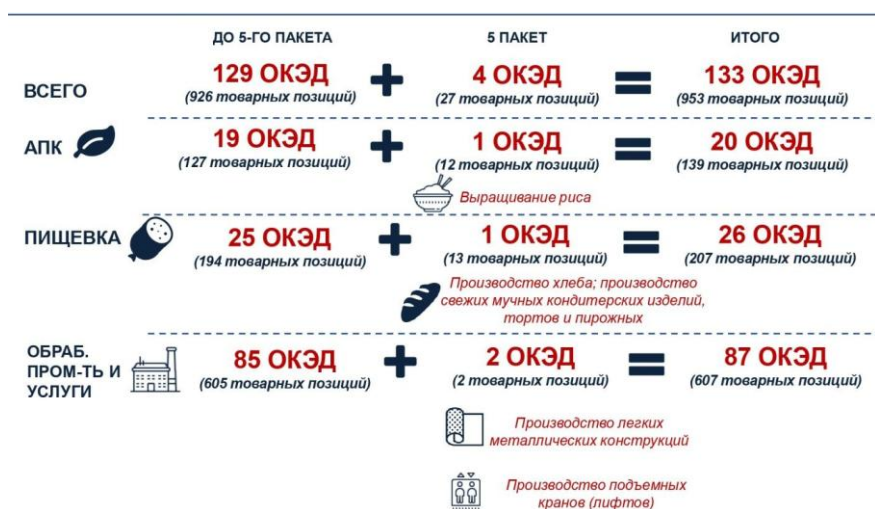 ДО 5-ГО ПАКЕТА 5 ПАКЕТ ИТОГО
ВСЕГО 129 ОКЭД 4 ОКЭД 133 ОКЭД
(926 товарных позиций) (27 товарных позиций) (953 товарных позиций)
АПК 19 ОКЭД 1 ОКЭД 20 ОКЭД
(127 товарных позиций) (12 товарных позиций) (139 товарных позиций)
Выращивание риса
ПИЩЕВКА 25 ОКЭД 1 ОКЭД 26 ОКЭД
(194 товарных позиций) (13 товарных позиций) (207 товарных позиций)
Производство хлеба; производство
свежих мучных кондитерских изделий,
тортов и пирожных
ОБРАБ.
ПРОМ-ТЬ И
УСЛУГИ
85 ОКЭД 2 ОКЭД 87 ОКЭД
(605 товарных позиций) (2 товарных позиций) (607 товарных позиций)
Производство легких
металлических конструкций
Производство подъемных
кранов (лифтов)